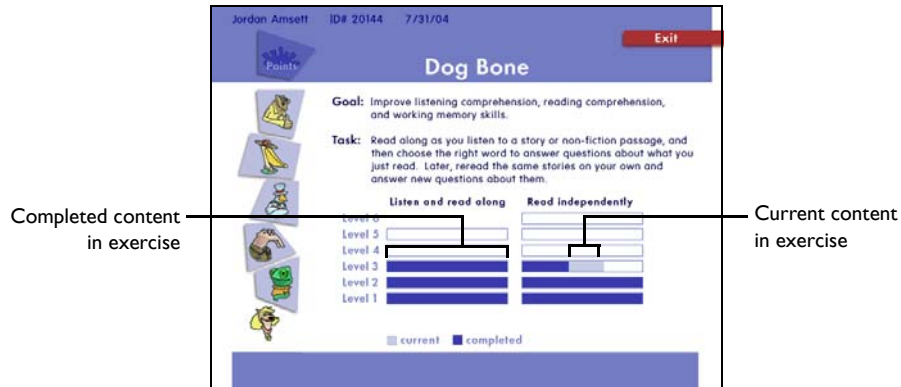 Jordan Amsett ID# 20144 7/31/04
Exit
Points
Dog Bone
Goal: Improve listening comprehension, reading comprehension,
and working memory skills.
Task: Read along as you listen to a story or non-fiction passage, and
then choose the right word to answer questions about what you
just read. Later, reread the same stories on your own and
answer new questions about them.
Listen and read along Read independently
Completed content
in exercise
Current content
in exercise
Level 6
Level 5
Level 4
Level 3
Level 2
Level 1
current completed